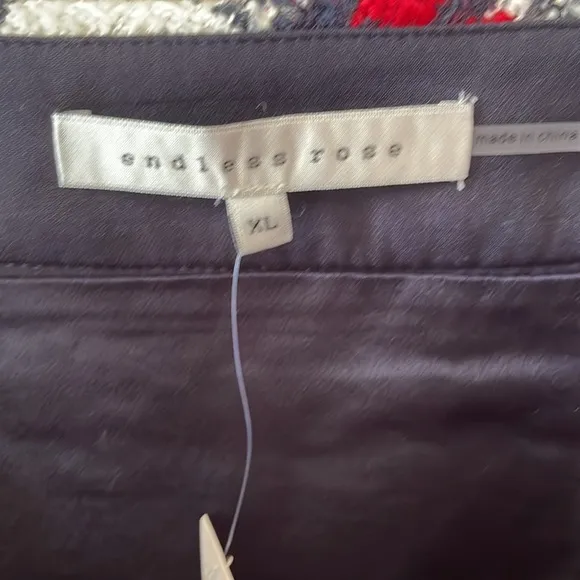 endless rose
made in china
XL